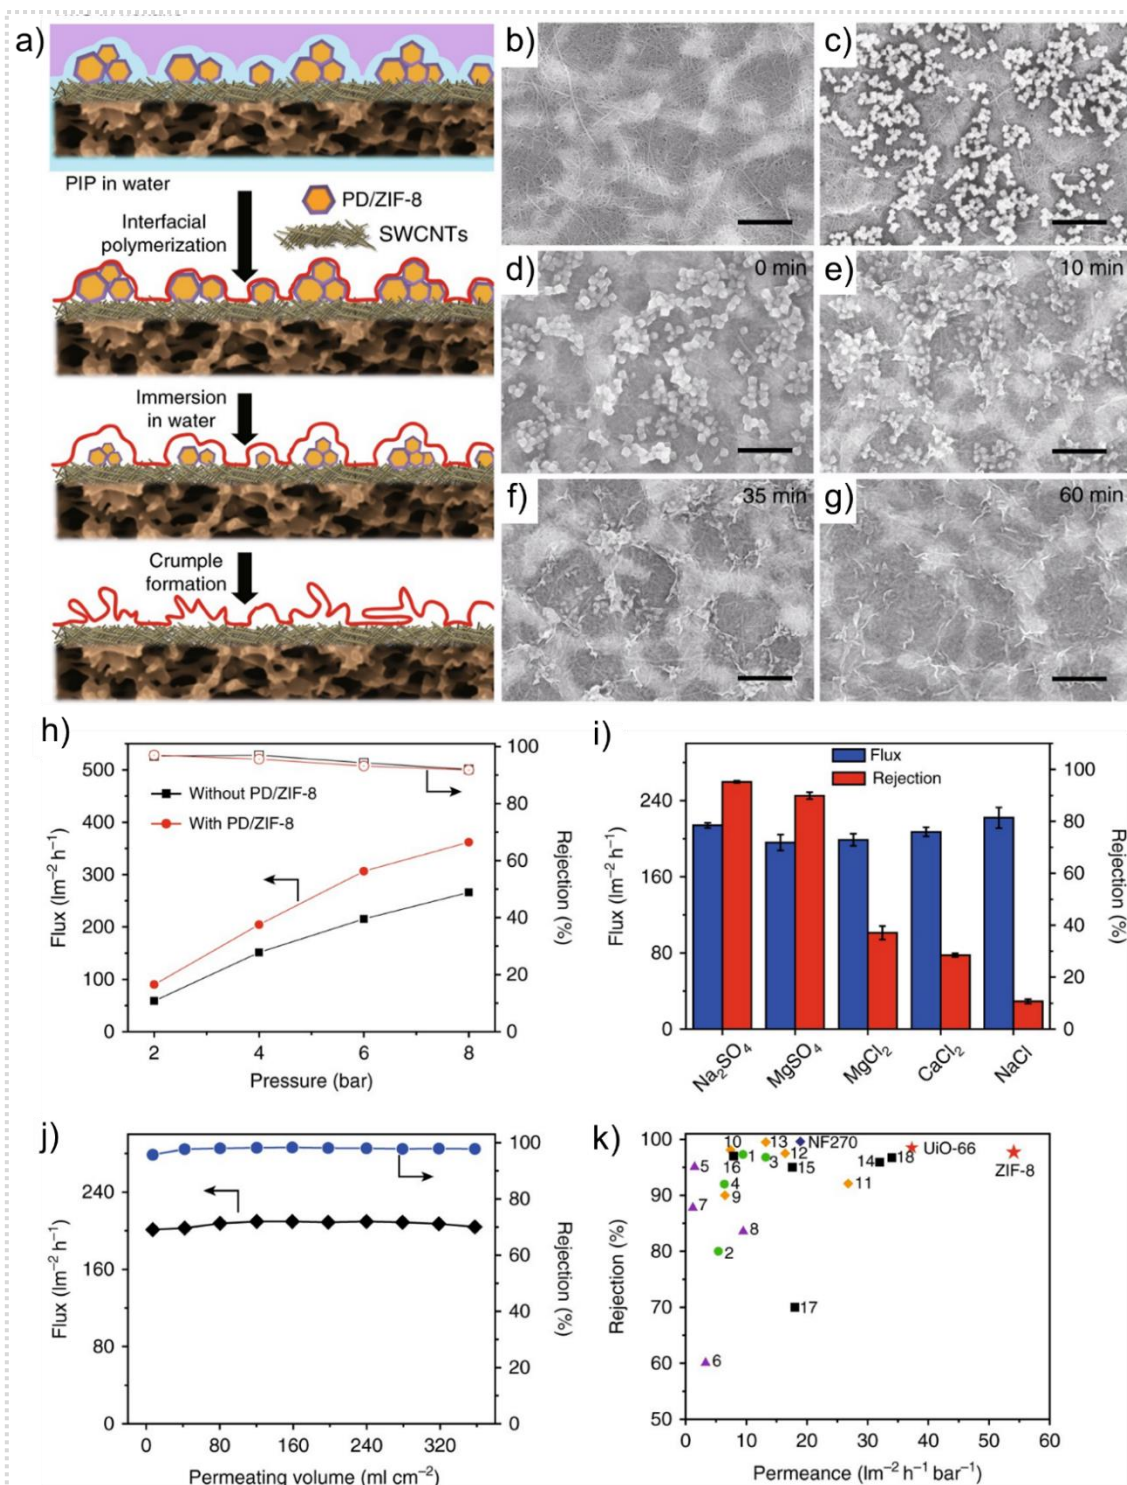 a)
PIP in water
Interfacial
polymerization
PD/ZIF-8
SWCNTs
Immersion
in water
Crumple
formation
b)
c)
d)
0 min
e)
10 min
f)
35 min
g)
60 min
h)
Flux (lm⁻² h⁻¹)
500
450
400
350
300
250
200
150
100
50
0
Without PD/ZIF-8
With PD/ZIF-8
100
80
60
40
20
0
Rejection (%)
2
4
6
8
Pressure (bar)
i)
Flux
Rejection
Flux (lm⁻² h⁻¹)
240
160
80
0
100
80
60
40
20
0
Rejection (%)
Na₂SO₄
MgSO₄
MgCl₂
CaCl₂
NaCl
j)
Flux (lm⁻² h⁻¹)
240
160
80
0
100
80
60
40
20
0
Rejection (%)
0
80
160
240
320
Permeating volume (ml cm⁻²)
k)
Rejection (%)
100
90
80
70
60
50
10
13
NF270
UiO-66
ZIF-8
1
3
12
14
18
16
15
5
4
11
9
7
8
2
17
6
0
10
20
30
40
50
60
Permeance (lm⁻² h⁻¹ bar⁻¹)